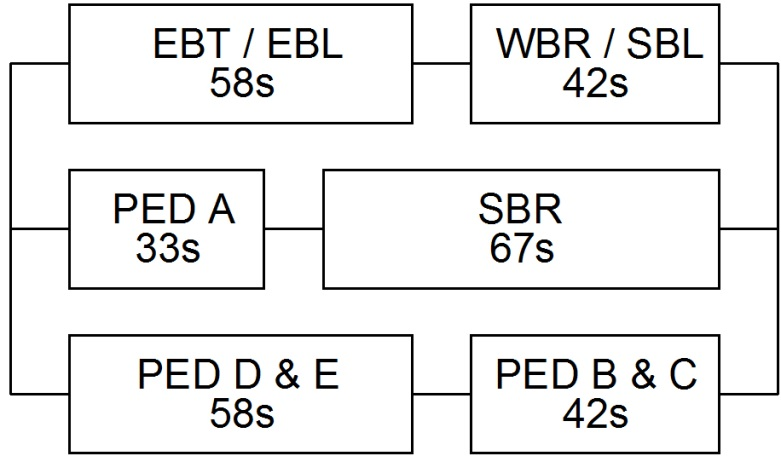 EBT / EBL
58s
WBR / SBL
42s
PED A
33s
SBR
67s
PED D & E
58s
PED B & C
42s